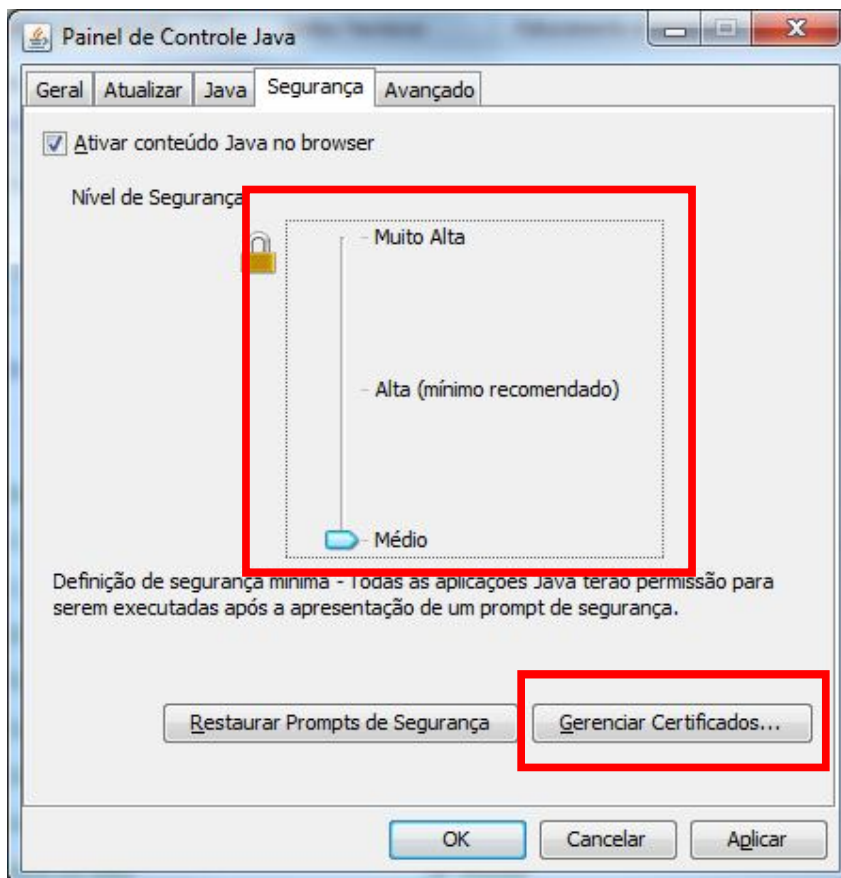 Painel de Controle Java
Geral Atualizar Java Segurança Avançado
Ativar conteúdo Java no browser
Nível de Segurança
Muito Alta
Alta (mínimo recomendado)
Médio
Definição de segurança mínima - Todas as aplicações Java terão permissão para
serem executadas após a apresentação de um prompt de segurança.
Restaurar Prompts de Segurança Gerenciar Certificados...
OK Cancelar Aplicar